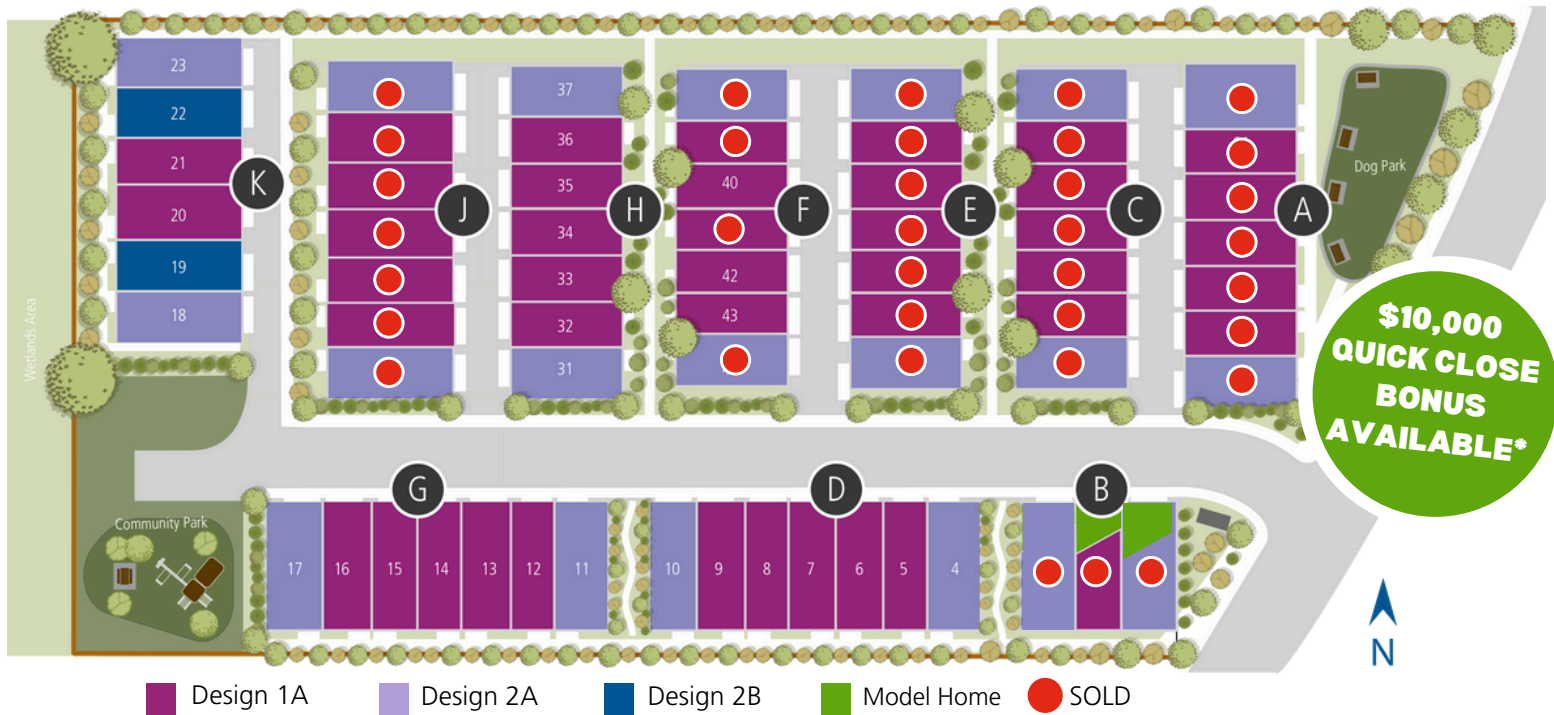 23
22
21
20
19
18
K
J
37
36
35
34
33
32
31
H
40
42
43
F
E
C
A
Dog Park
Wetlands Area
$10,000
QUICK CLOSE
BONUS
AVAILABLE*
G
D
B
Community Park
17 16 15 14 13 12 11
10 9 8 7 6 5 4
N
Design 1A Design 2A Design 2B Model Home SOLD